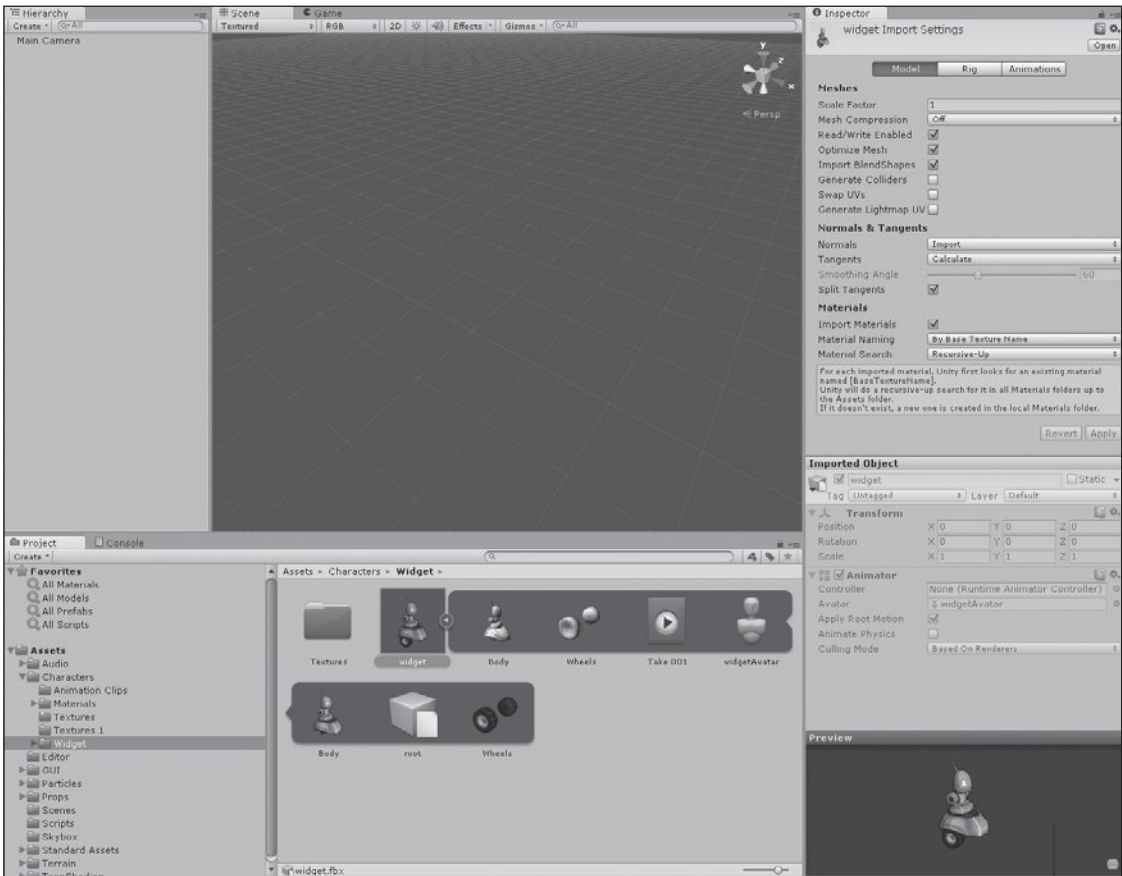 Hierarchy
Create
All
Main Camera
Scene
Game
Textured
RGB
2D
Effects
Gizmos
All
y
z
x
Persp
Inspector
widget Import Settings
Open
Model
Rig
Animations
Meshes
Scale Factor
1
Mesh Compression
Off
Read/Write Enabled
Optimize Mesh
Import BlendShapes
Generate Colliders
Swap UVs
Generate Lightmap UV
Normals & Tangents
Normals
Import
Tangents
Calculate
Smoothing Angle
60
Split Tangents
Materials
Import Materials
Material Naming
By Base Texture Name
Material Search
Recursive-Up
For each imported material, Unity first looks for an existing material
named [BaseTextureName].
Unity will do a recursive-up search for it in all Materials folders up to
the Assets folder.
If it doesn't exist, a new one is created in the local Materials folder.
Revert
Apply
Imported Object
widget
Static
Tag Untagged
Layer Default
Transform
Position X 0 Y 0 Z 0
Rotation X 0 Y 0 Z 0
Scale X 1 Y 1 Z 1
Animator
Controller
None (Runtime Animator Controller)
Avatar
widgetAvatar
Apply Root Motion
Animate Physics
Culling Mode
Based On Renderers
Preview
Project
Console
Create
Favorites
All Materials
All Models
All Prefabs
All Scripts
Assets
Audio
Characters
Animation Clips
Materials
Textures
Textures 1
Widget
Editor
GUI
Particles
Props
Scenes
Scripts
Skybox
Standard Assets
Terrain
Assets
Characters
Widget
Textures
widget
Body
Wheels
Take 001
widgetAvatar
Body
root
Wheels
widget.fbx